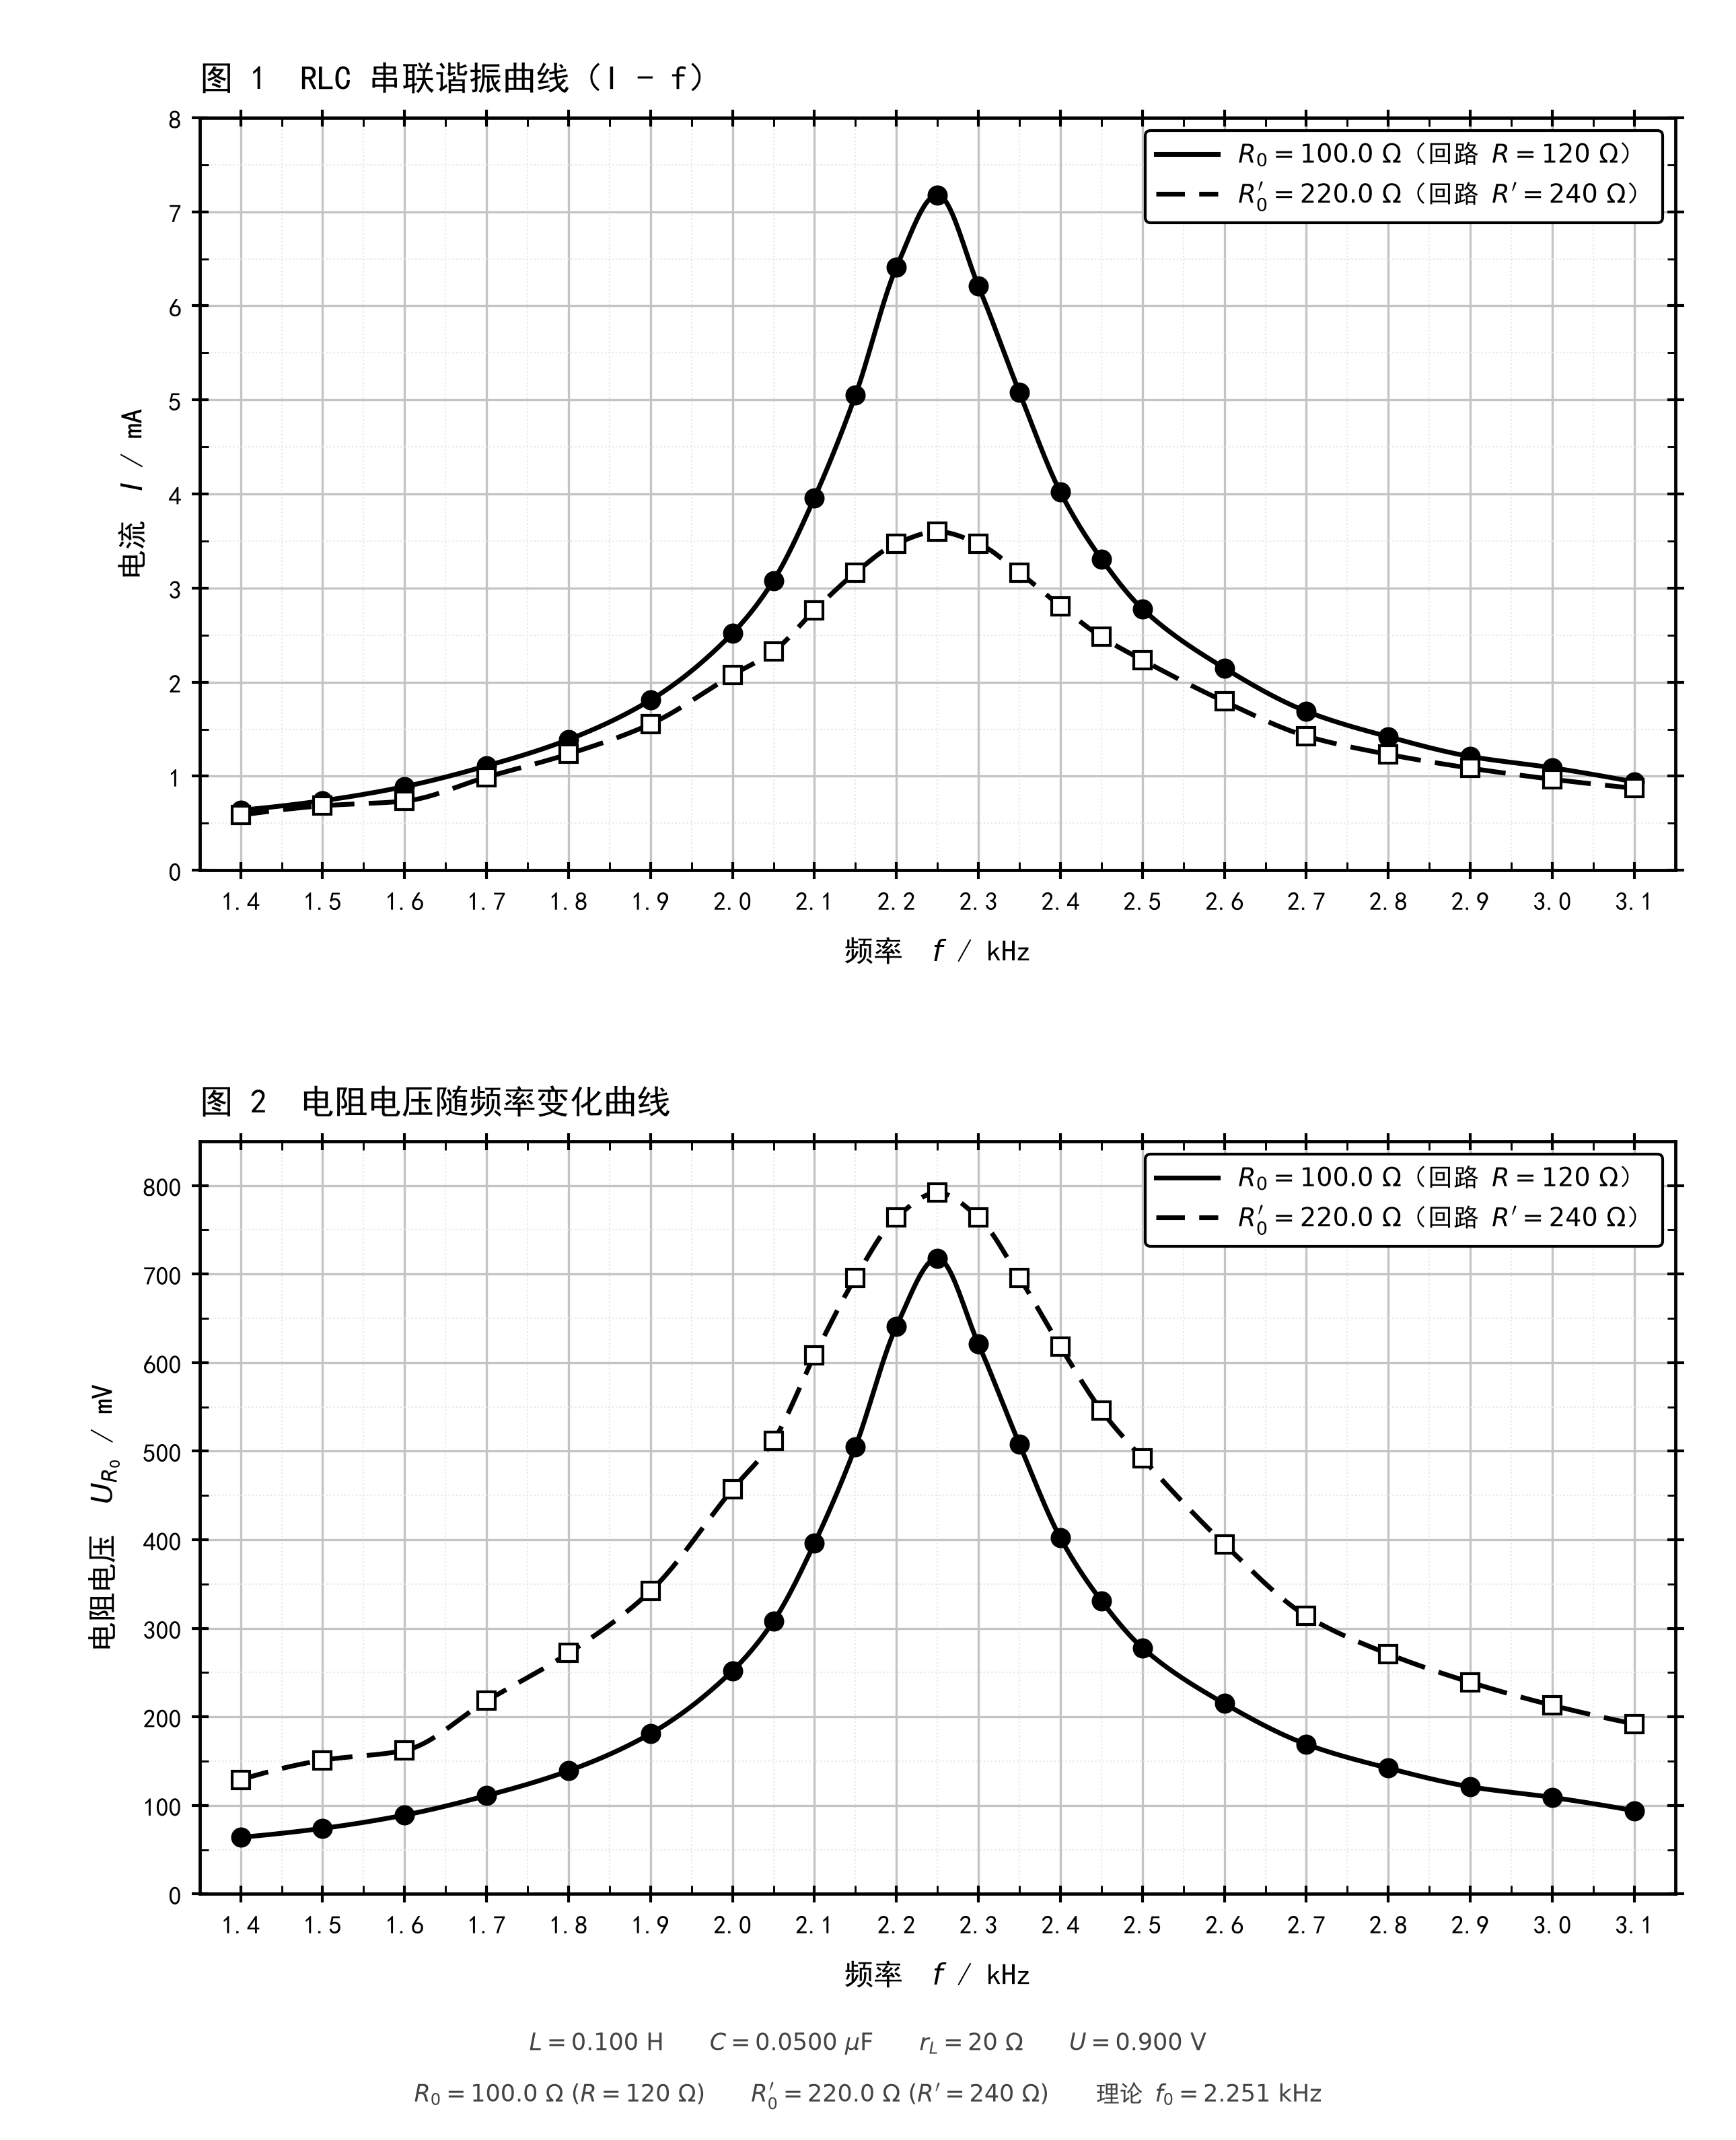 图 1 RLC 串联谐振曲线（I - f）
8
7
6
5
4
3
2
1
0
电流 I / mA
R₀ = 100.0 Ω（回路 R = 120 Ω）
R₀′ = 220.0 Ω（回路 R′ = 240 Ω）
1.4 1.5 1.6 1.7 1.8 1.9 2.0 2.1 2.2 2.3 2.4 2.5 2.6 2.7 2.8 2.9 3.0 3.1
频率 f / kHz
图 2 电阻电压随频率变化曲线
800
700
600
500
400
300
200
100
0
电阻电压 U_R₀ / mV
R₀ = 100.0 Ω（回路 R = 120 Ω）
R₀′ = 220.0 Ω（回路 R′ = 240 Ω）
1.4 1.5 1.6 1.7 1.8 1.9 2.0 2.1 2.2 2.3 2.4 2.5 2.6 2.7 2.8 2.9 3.0 3.1
频率 f / kHz
L = 0.100 H C = 0.0500 μF r_L = 20 Ω U = 0.900 V
R₀ = 100.0 Ω (R = 120 Ω) R₀′ = 220.0 Ω (R′ = 240 Ω) 理论 f₀ = 2.251 kHz